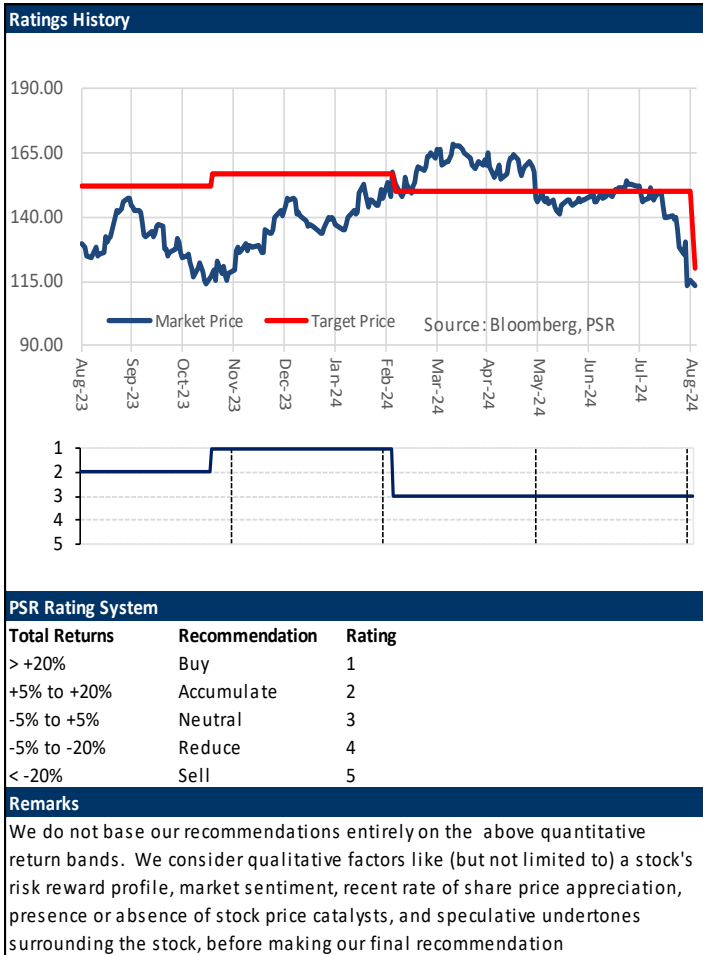 Ratings History
190.00
165.00
140.00
115.00
90.00
Market Price Target Price Source: Bloomberg, PSR
Aug-23 Sep-23 Oct-23 Nov-23 Dec-23 Jan-24 Feb-24 Mar-24 Apr-24 May-24 Jun-24 Jul-24 Aug-24
1
2
3
4
5
PSR Rating System
Total Returns Recommendation Rating
> +20% Buy 1
+5% to +20% Accumulate 2
-5% to +5% Neutral 3
-5% to -20% Reduce 4
< -20% Sell 5
Remarks
We do not base our recommendations entirely on the above quantitative
return bands. We consider qualitative factors like (but not limited to) a stock's
risk reward profile, market sentiment, recent rate of share price appreciation,
presence or absence of stock price catalysts, and speculative undertones
surrounding the stock, before making our final recommendation